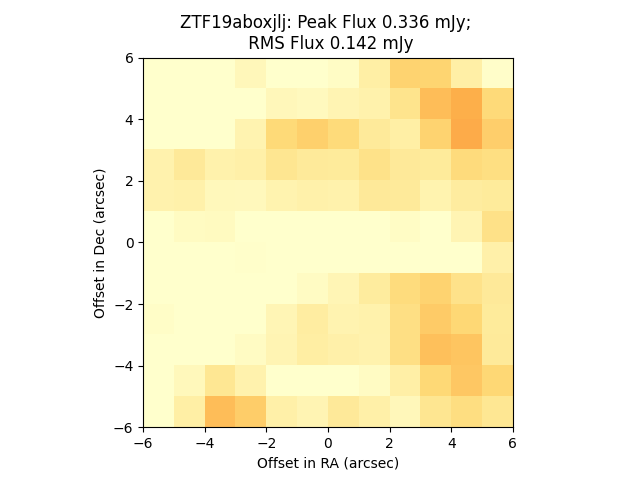 ZTF19aboxjlj: Peak Flux 0.336 mJy;
RMS Flux 0.142 mJy
6
4
2
0
−2
−4
−6
Offset in Dec (arcsec)
−6 −4 −2 0 2 4 6
Offset in RA (arcsec)